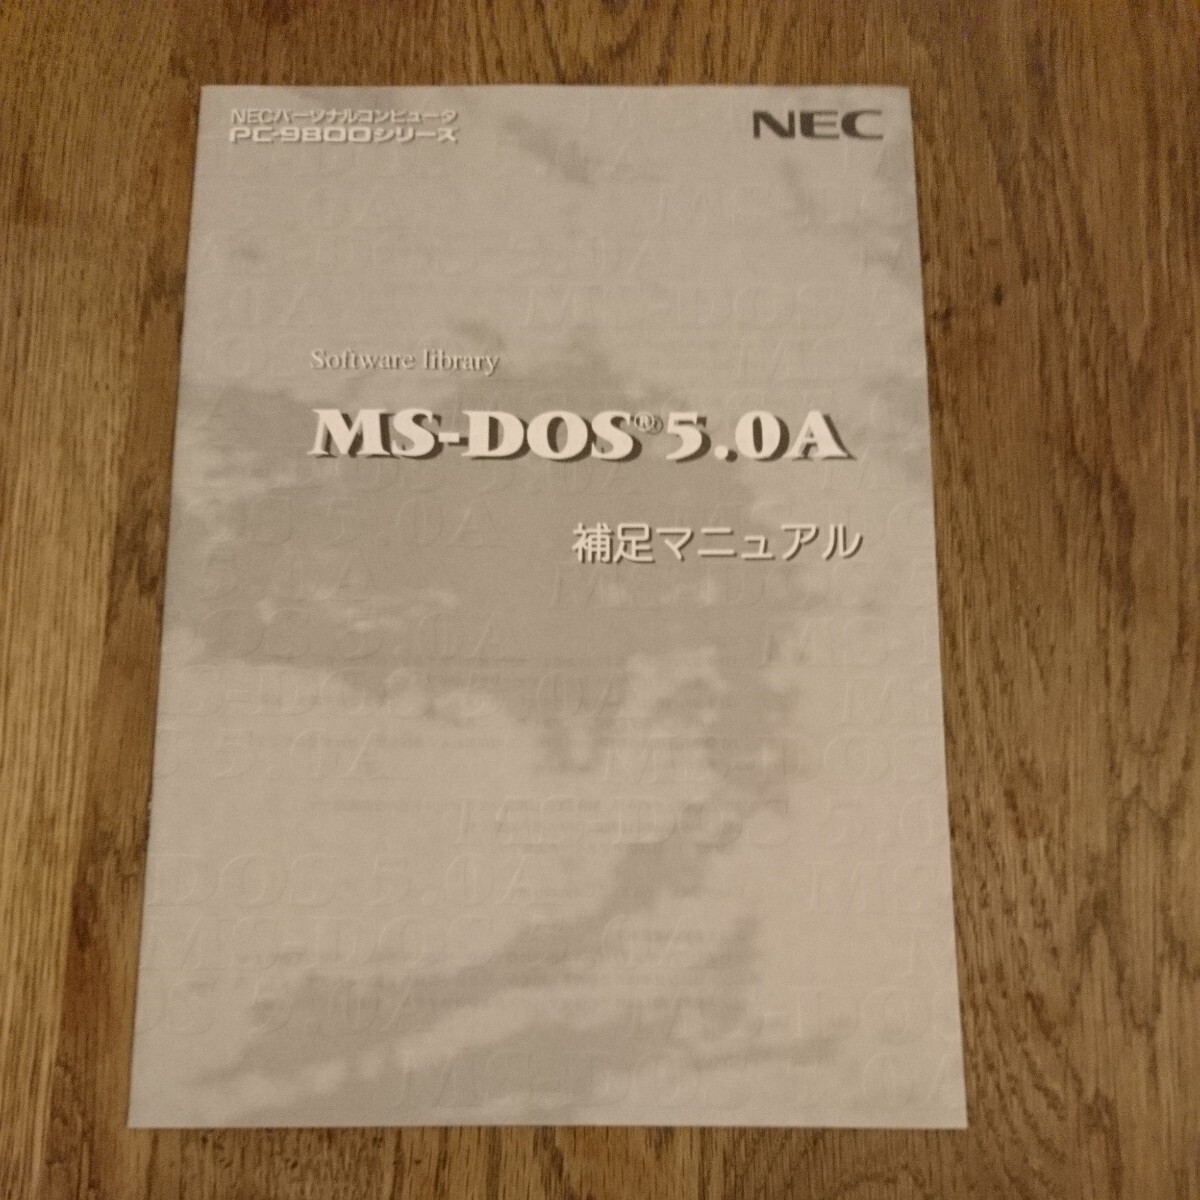 NECパーソナルコンピュータ
PC-9800シリーズ
NEC
Software library
MS-DOS®5.0A
補足マニュアル